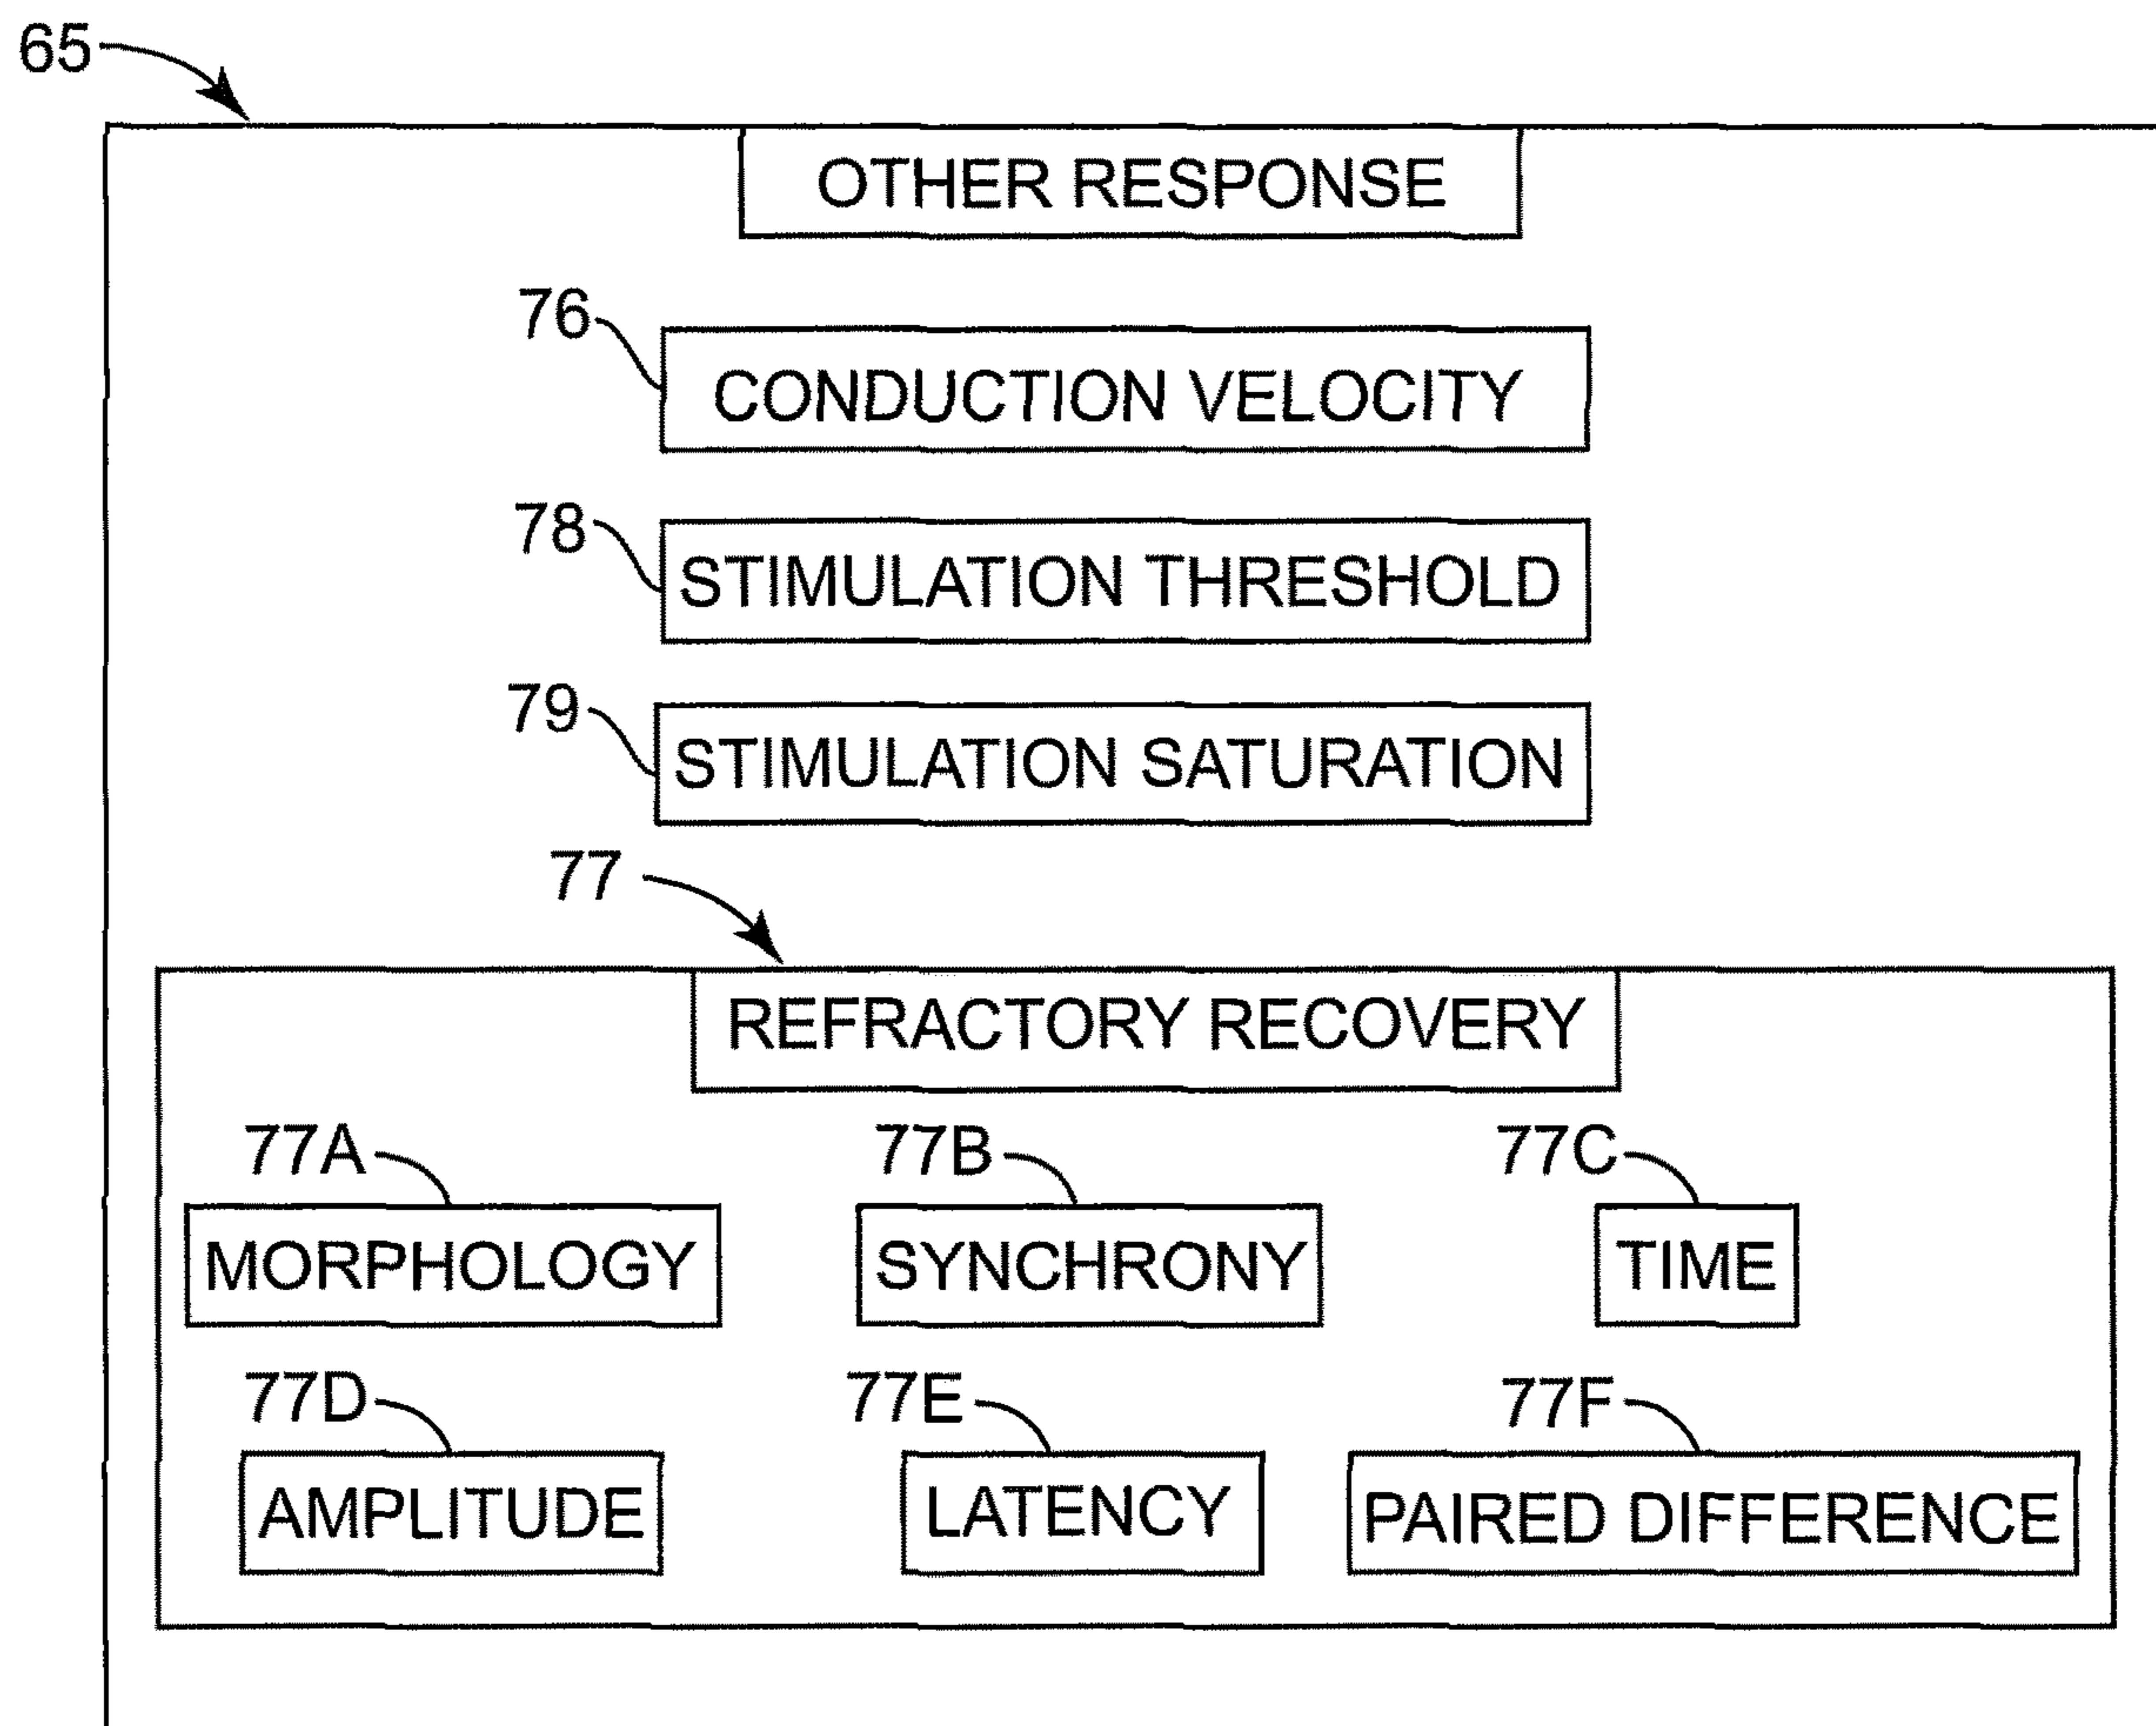 65
OTHER RESPONSE
76
CONDUCTION VELOCITY
78
STIMULATION THRESHOLD
79
STIMULATION SATURATION
77
REFRACTORY RECOVERY
77A 77B 77C
MORPHOLOGY SYNCHRONY TIME
77D 77E 77F
AMPLITUDE LATENCY PAIRED DIFFERENCE